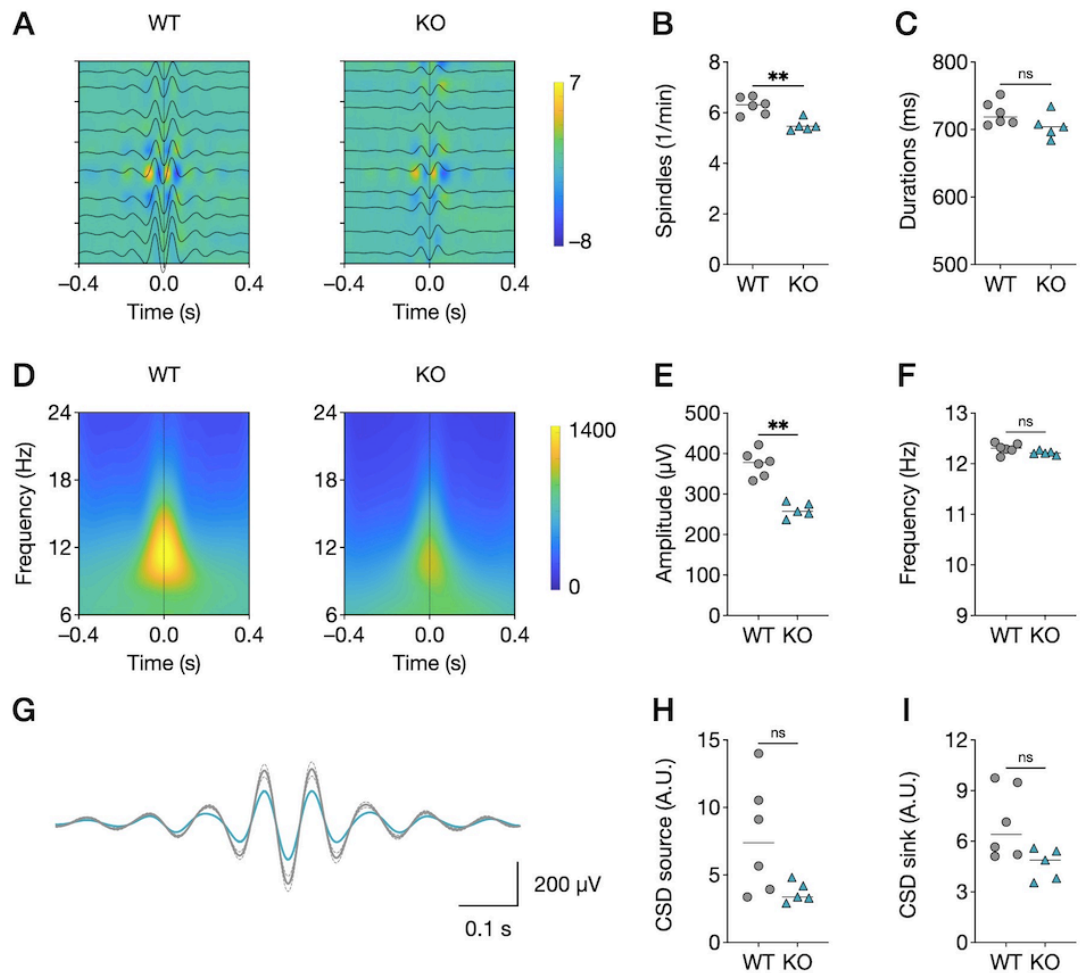 A
WT
KO
7
−8
−0.4 0.0 0.4
−0.4 0.0 0.4
Time (s)
Time (s)
B
Spindles (1/min)
8
6
4
2
0
**
WT KO
C
Durations (ms)
800
700
600
500
ns
WT KO
D
WT
KO
Frequency (Hz)
24
18
12
6
1400
0
−0.4 0.0 0.4
−0.4 0.0 0.4
Time (s)
Time (s)
E
Amplitude (µV)
500
400
300
200
100
0
**
WT KO
F
Frequency (Hz)
13
12
11
10
9
ns
WT KO
G
200 µV
0.1 s
H
CSD source (A.U.)
15
10
5
0
ns
WT KO
I
CSD sink (A.U.)
12
9
6
3
0
ns
WT KO